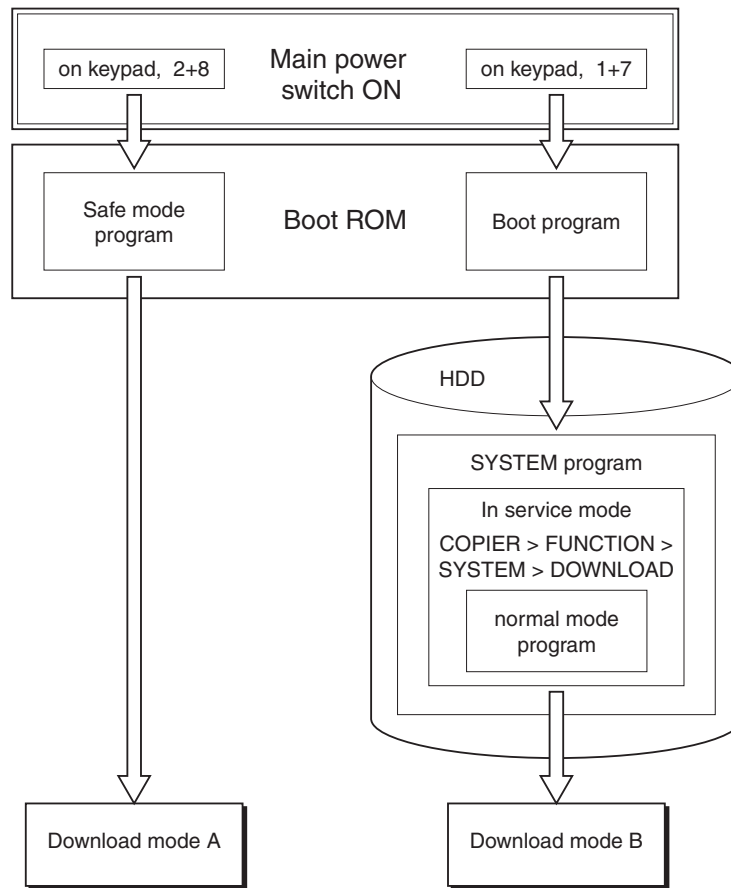 on keypad, 2+8
Main power
switch ON
on keypad, 1+7
Safe mode
program
Boot ROM
Boot program
HDD
SYSTEM program
In service mode
COPIER > FUNCTION >
SYSTEM > DOWNLOAD
normal mode
program
Download mode A
Download mode B